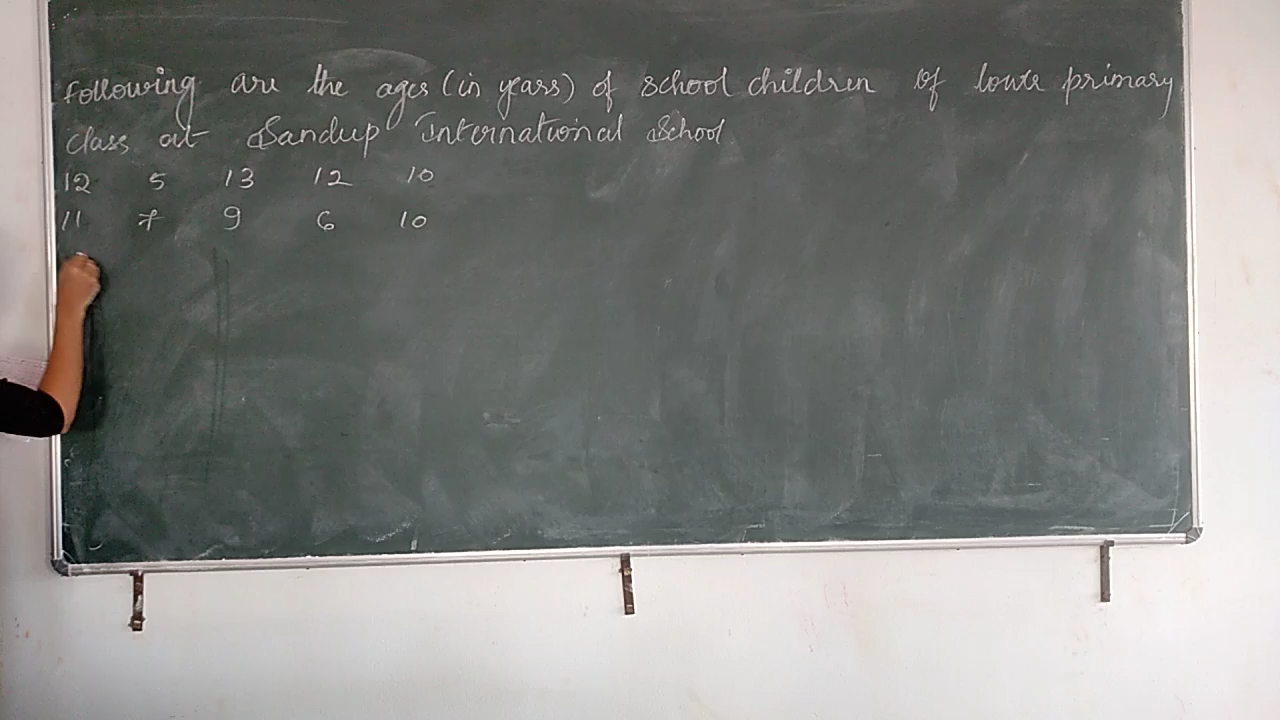 Following are the ages (in years) of school children of lower primary
class at Sandup International School
12 5 13 12 10
11 7 9 6 10